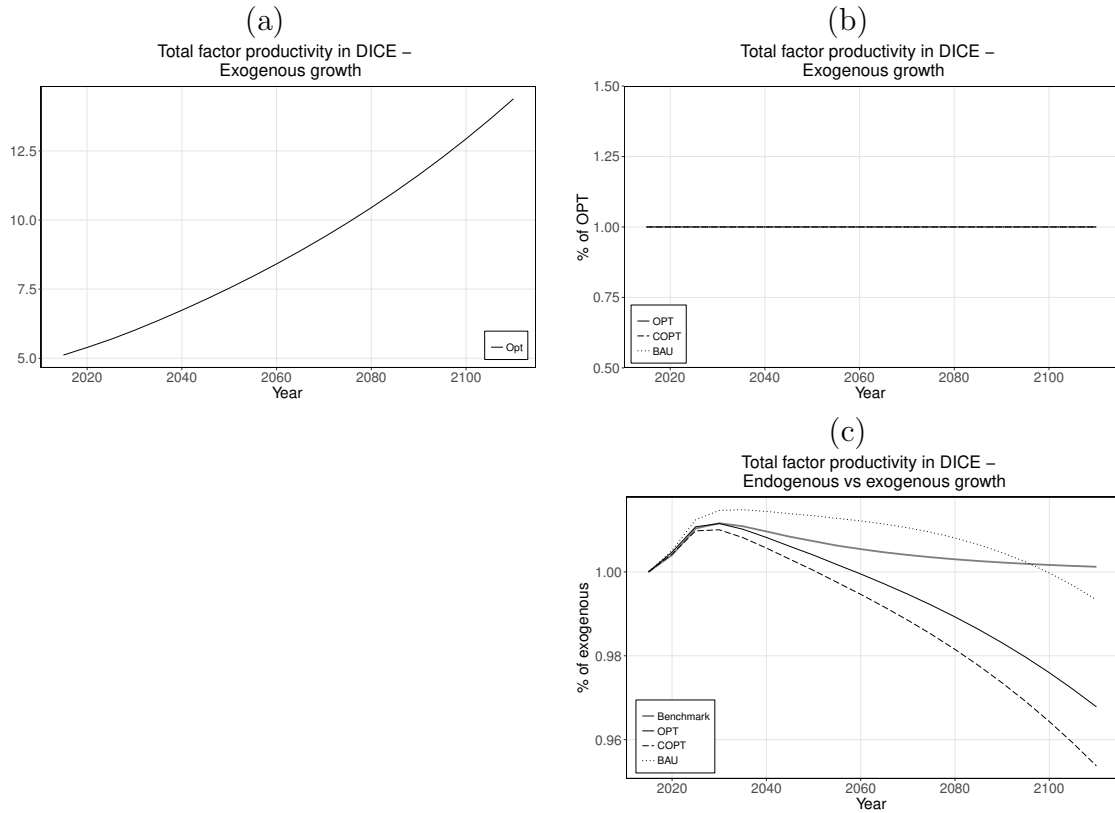 (a)
Total factor productivity in DICE –
Exogenous growth
12.5
10.0
7.5
5.0
2020 2040 2060 2080 2100
Year
Opt
(b)
Total factor productivity in DICE –
Exogenous growth
% of OPT
1.50
1.25
1.00
0.75
0.50
OPT
COPT
BAU
2020 2040 2060 2080 2100
Year
(c)
Total factor productivity in DICE –
Endogenous vs exogenous growth
% of exogenous
1.00
0.98
0.96
Benchmark
OPT
COPT
BAU
2020 2040 2060 2080 2100
Year